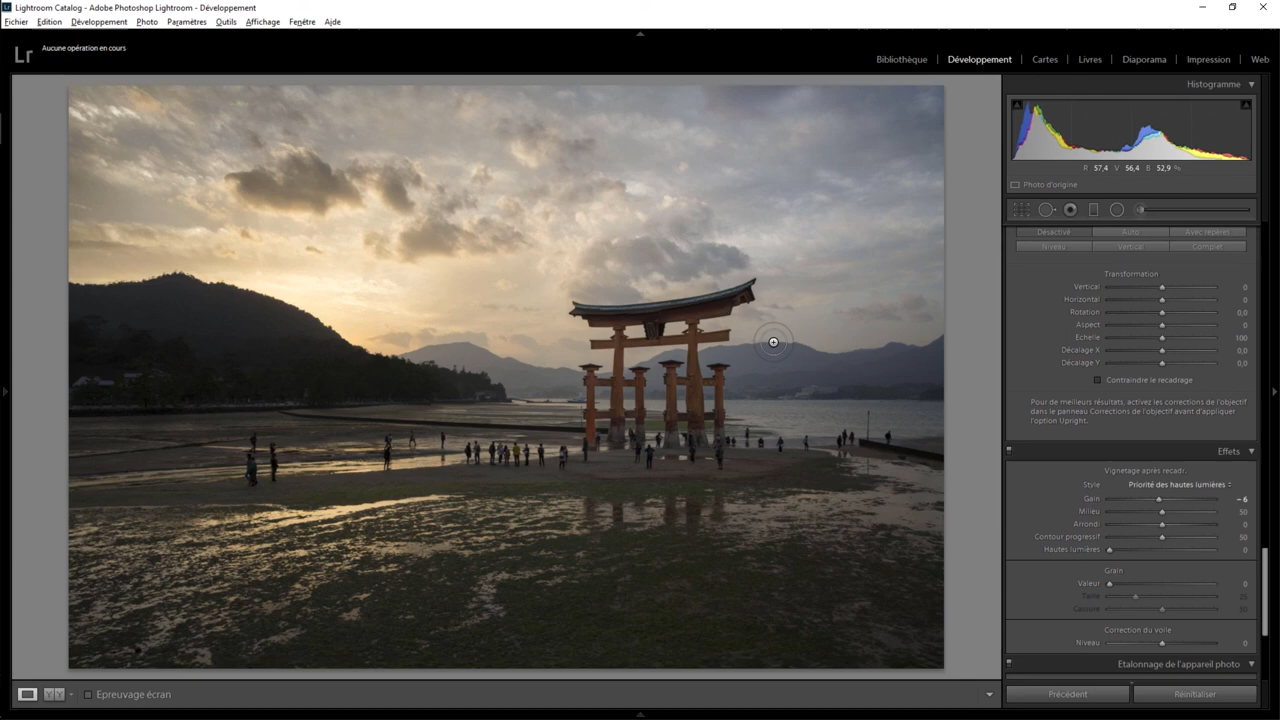 Lightroom Catalog - Adobe Photoshop Lightroom - Développement
Fichier Edition Développement Photo Paramètres Outils Affichage Fenêtre Aide
Lr
Aucune opération en cours
Bibliothèque | Développement | Cartes | Livres | Diaporama | Impression | Web
Histogramme
R 57,4 V 56,4 B 52,9 %
Photo d'origine
Désactivé Auto Avec repères
Niveau Vertical Complet
Transformation
Vertical 0
Horizontal 0
Rotation 0,0
Aspect 0
Echelle 100
Décalage X 0,0
Décalage Y 0,0
Contraindre le recadrage
Pour de meilleurs résultats, activez les corrections de l'objectif
dans le panneau Corrections de l'objectif avant d'appliquer
l'option Upright.
Effets
Vignetage après recadr.
Style Priorité des hautes lumières
Gain – 6
Milieu 50
Arrondi 0
Contour progressif 50
Hautes lumières 0
Grain
Valeur 0
Taille 25
Cassure 50
Correction du voile
Niveau 0
Etalonnage de l'appareil photo
Y Y Epreuvage écran
Précédent Réinitialiser